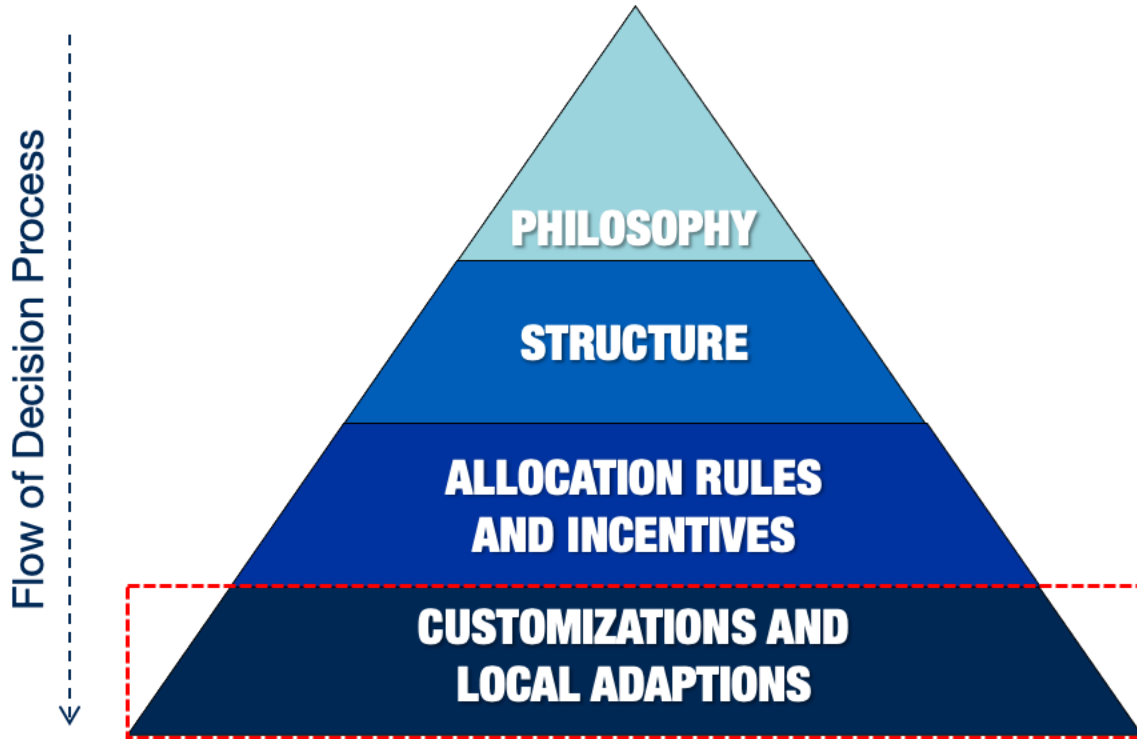 Flow of Decision Process
PHILOSOPHY
STRUCTURE
ALLOCATION RULES
AND INCENTIVES
CUSTOMIZATIONS AND
LOCAL ADAPTIONS